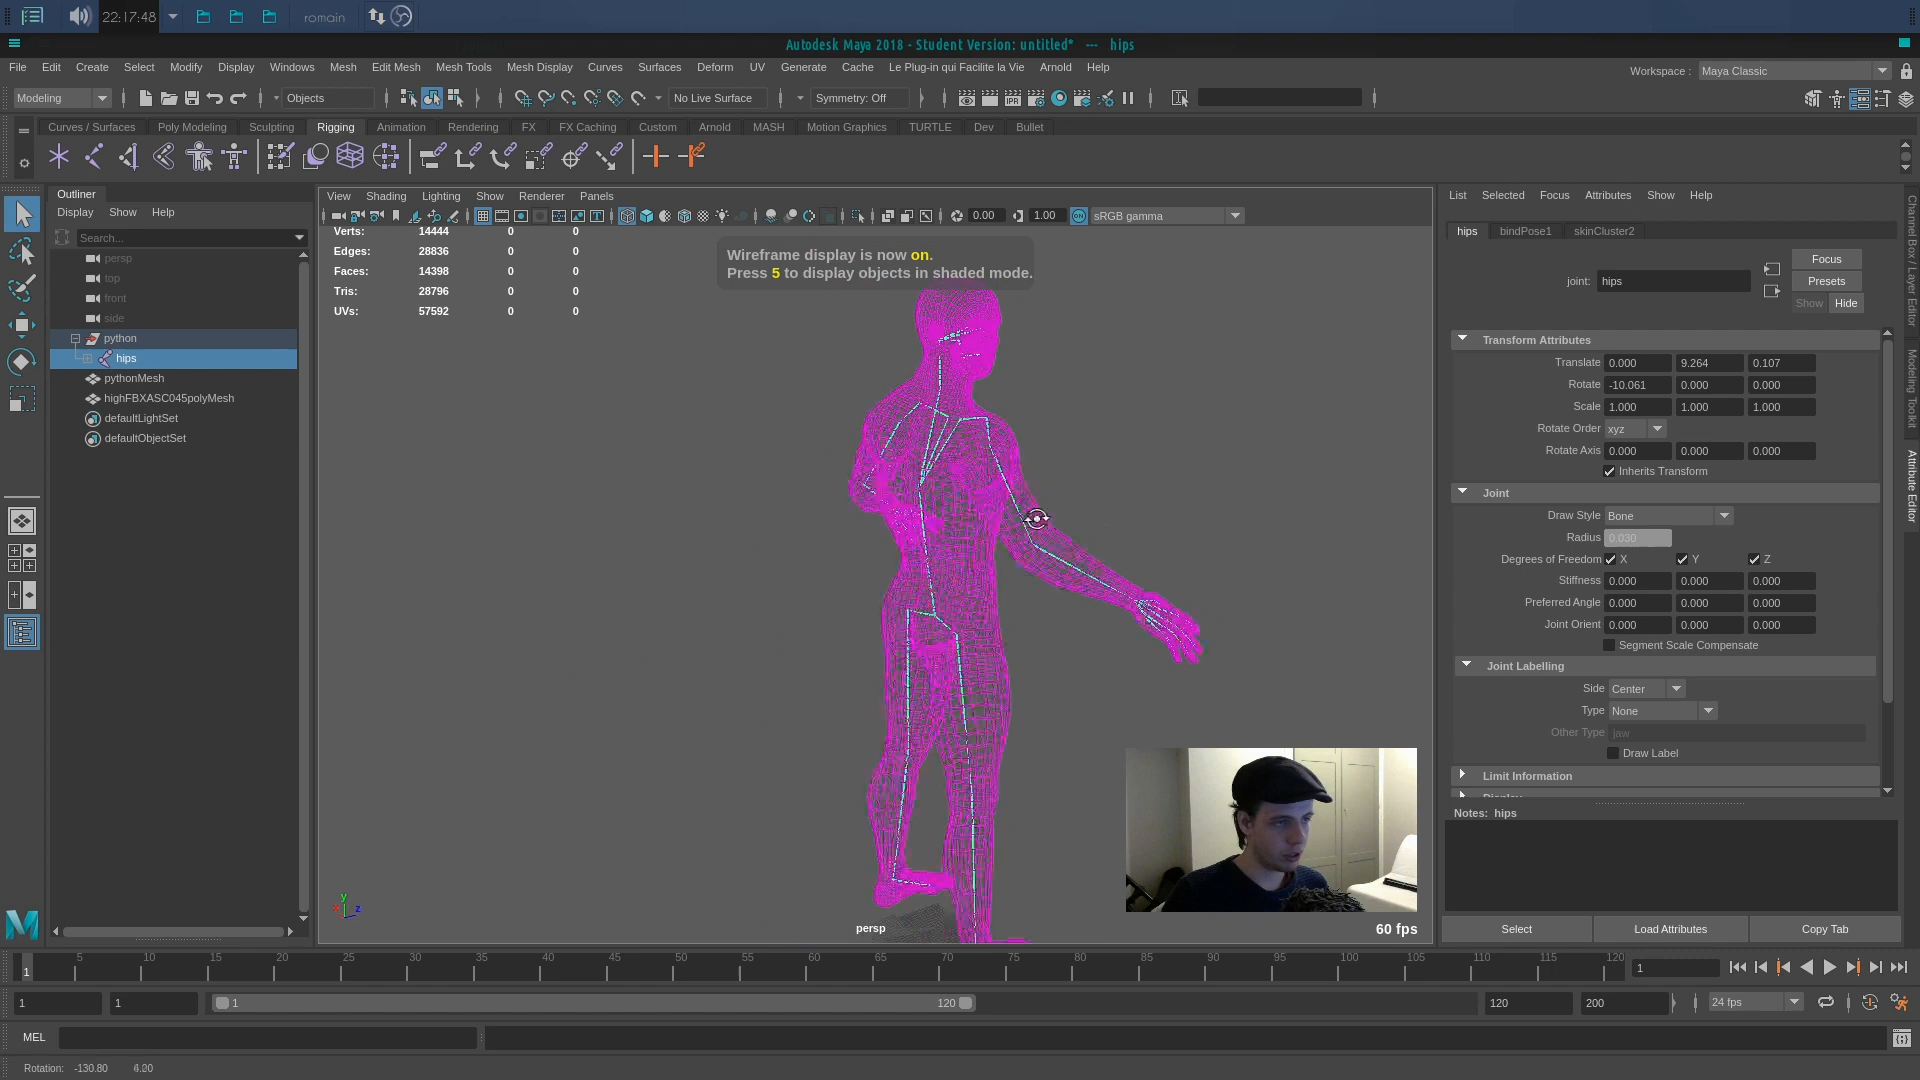 22:17:48
romain
Autodesk Maya 2018 - Student Version: untitled* --- hips
File Edit Create Select Modify Display Windows Mesh Edit Mesh Mesh Tools Mesh Display Curves Surfaces Deform UV Generate Cache Le Plug-in qui Facilite la Vie Arnold Help
Workspace : Maya Classic
Modeling Objects No Live Surface Symmetry: Off
IPR
Curves / Surfaces Poly Modeling Sculpting Rigging Animation Rendering FX FX Caching Custom Arnold MASH Motion Graphics TURTLE Dev Bullet
Outliner
Display Show Help
Search...
persp
top
front
side
python
hips
pythonMesh
highFBXASC045polyMesh
defaultLightSet
defaultObjectSet
View Shading Lighting Show Renderer Panels
0.00 1.00 ON sRGB gamma
Verts: 14444 0 0
Edges: 28836 0 0
Faces: 14398 0 0
Tris: 28796 0 0
UVs: 57592 0 0
Wireframe display is now on.
Press 5 to display objects in shaded mode.
y
x z
persp
60 fps
List Selected Focus Attributes Show Help
hips bindPose1 skinCluster2
joint: hips
Focus
Presets
Show Hide
Transform Attributes
Translate 0.000 9.264 0.107
Rotate -10.061 0.000 0.000
Scale 1.000 1.000 1.000
Rotate Order xyz
Rotate Axis 0.000 0.000 0.000
Inherits Transform
Joint
Draw Style Bone
Radius 0.030
Degrees of Freedom X Y Z
Stiffness 0.000 0.000 0.000
Preferred Angle 0.000 0.000 0.000
Joint Orient 0.000 0.000 0.000
Segment Scale Compensate
Joint Labelling
Side Center
Type None
Other Type jaw
Draw Label
Limit Information
Display
Notes: hips
Select Load Attributes Copy Tab
Channel Box / Layer Editor
Modeling Toolkit
Attribute Editor
1 5 10 15 20 25 30 35 40 45 50 55 60 65 70 75 80 85 90 95 100 105 110 115 120
1
1 1 1 120 120 200 24 fps
MEL
Rotation: -130.80